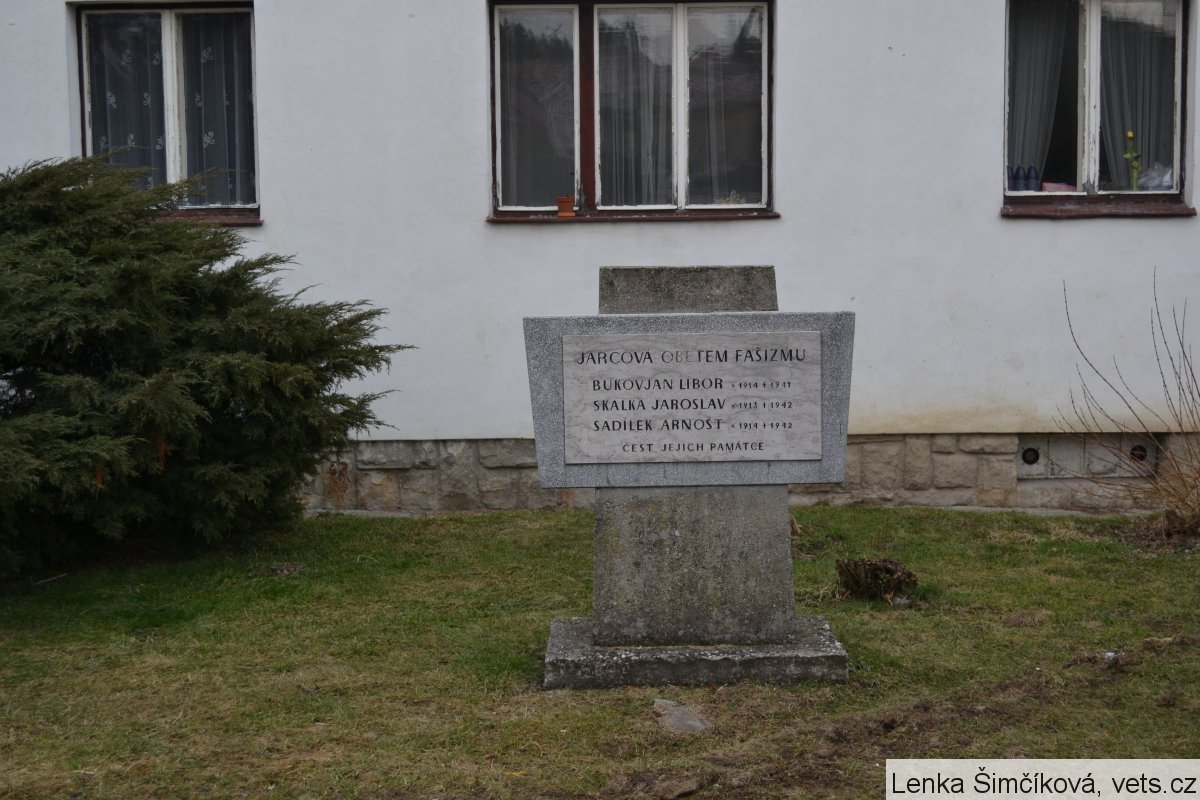 JARCOVÁ OBĚTEM FAŠIZMU
BUKOVJAN LIBOR * 1914 † 1941
SKALKA JAROSLAV * 1913 † 1942
SADÍLEK ARNOŠT * 1914 † 1942
ČEST JEJICH PAMÁTCE
Lenka Šimčíková, vets.cz